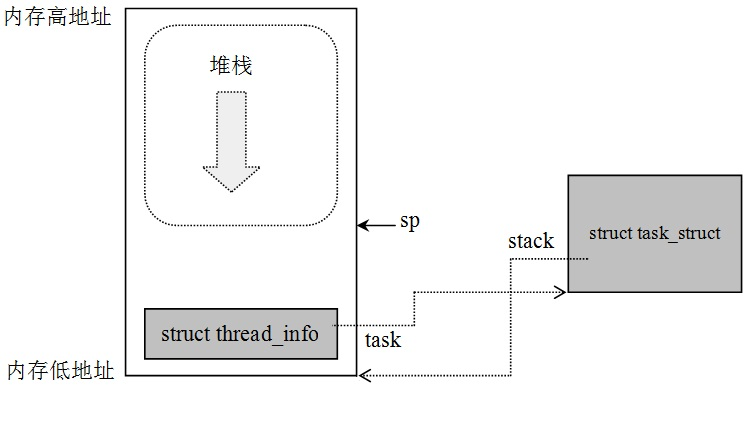 内存高地址
堆栈
sp
stack
struct task_struct
struct thread_info
task
内存低地址